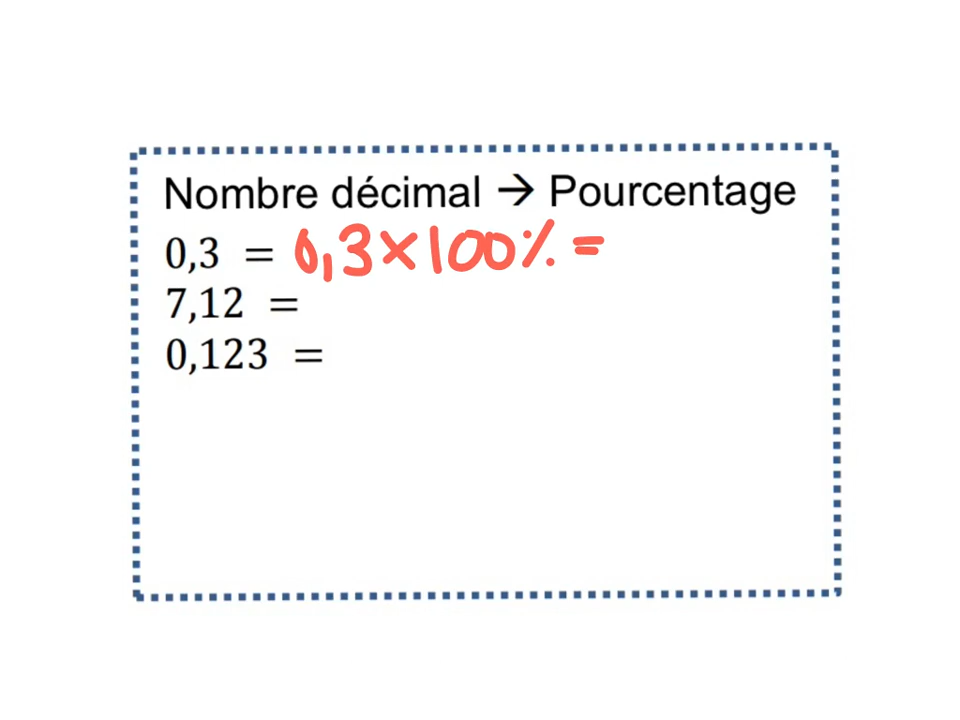 Nombre décimal → Pourcentage
0,3 = 0,3×100% =
7,12 =
0,123 =